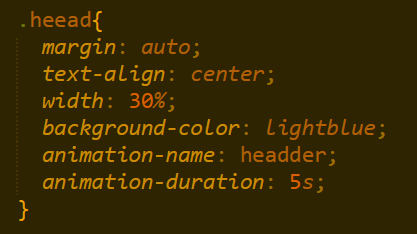 .heead{
margin: auto;
text-align: center;
width: 30%;
background-color: lightblue;
animation-name: headder;
animation-duration: 5s;
}